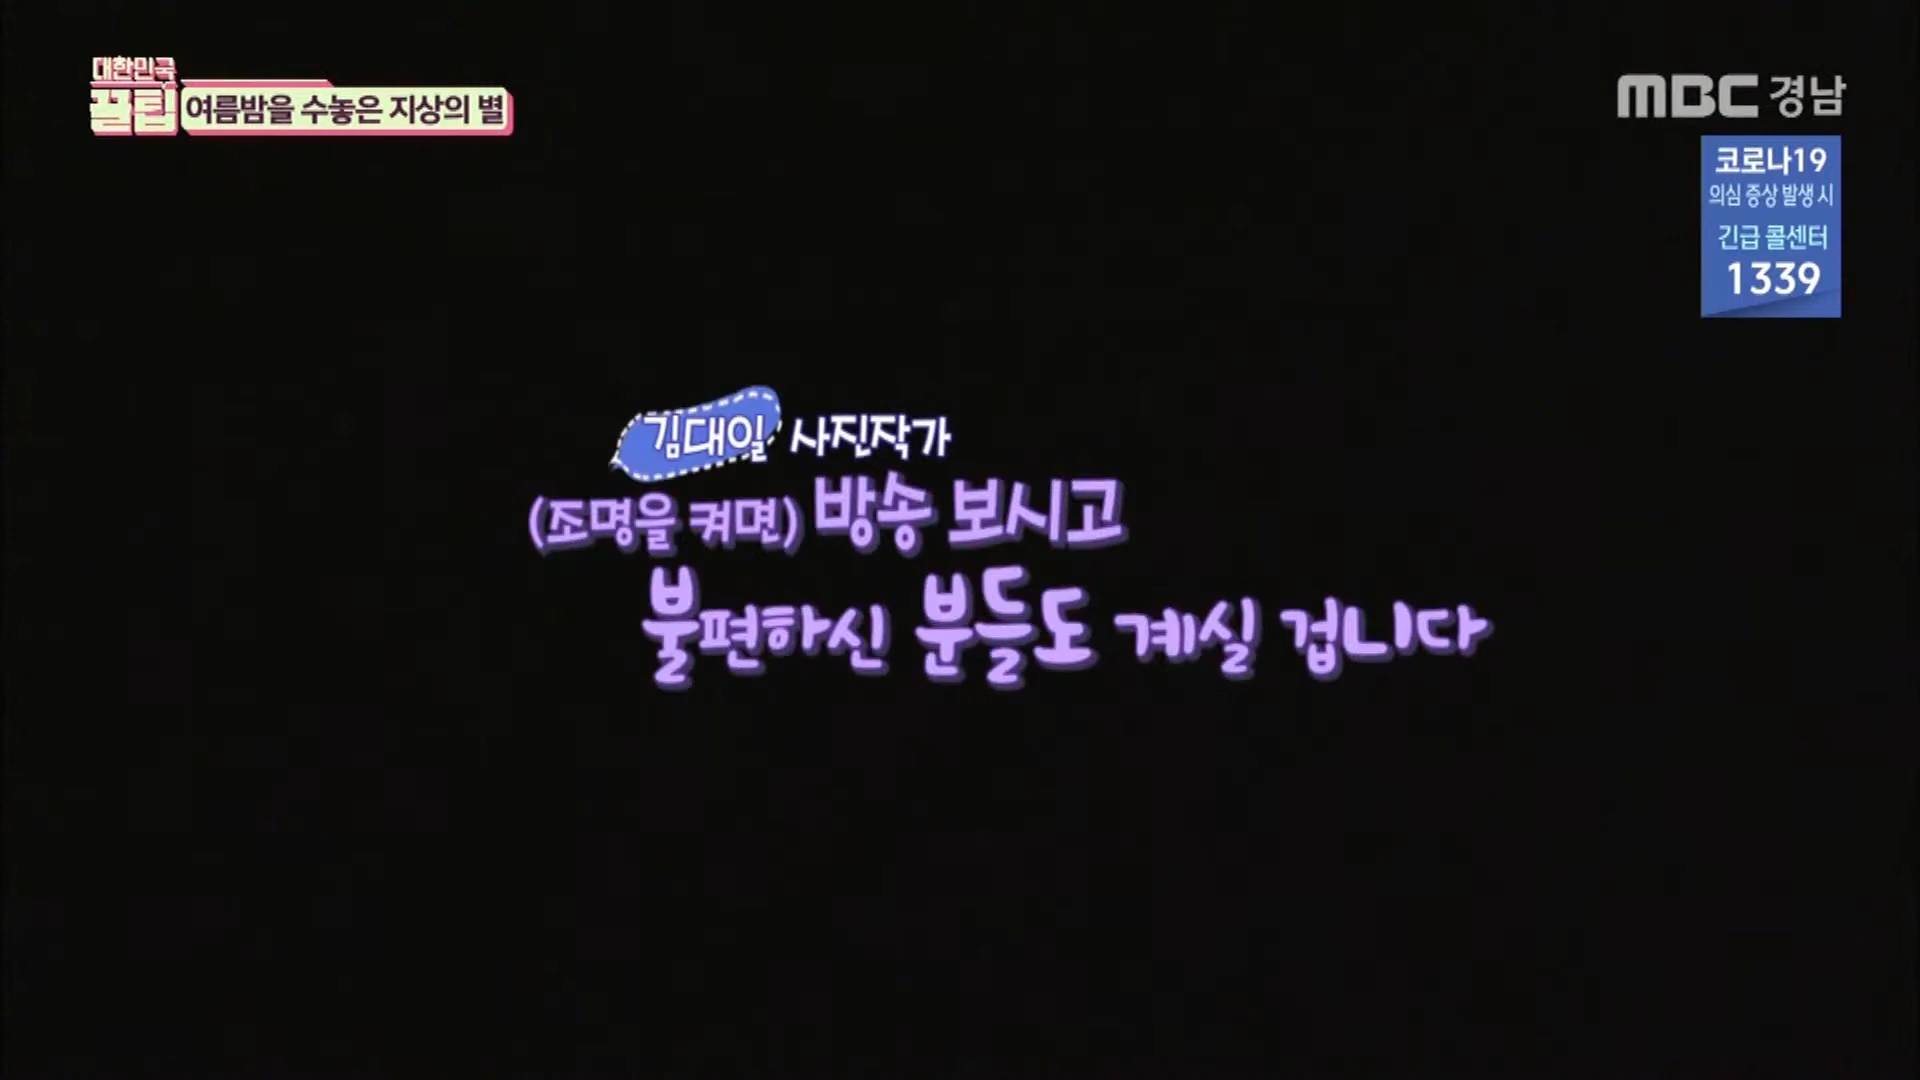 대한민국
꿀팁 여름밤을 수놓은 지상의 별
MBC 경남
코로나19
의심 증상 발생 시
긴급 콜센터
1339
김대일 사진작가
(조명을 켜면) 방송 보시고
불편하신 분들도 계실 겁니다